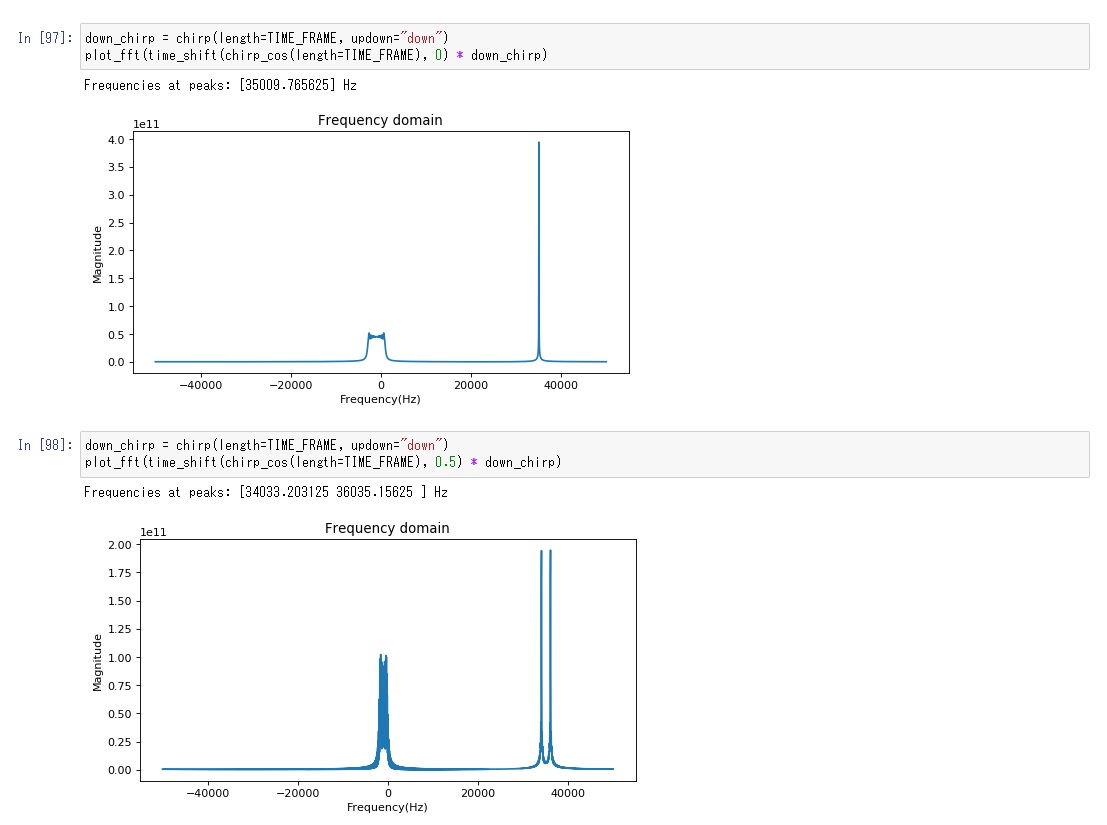 In [97]: down_chirp = chirp(length=TIME_FRAME, updown="down")
plot_fft(time_shift(chirp_cos(length=TIME_FRAME), 0) * down_chirp)
Frequencies at peaks: [35009.765625] Hz
Frequency domain
1e11
4.0
3.5
3.0
2.5
2.0
1.5
1.0
0.5
0.0
Magnitude
−40000 −20000 0 20000 40000
Frequency(Hz)
In [98]: down_chirp = chirp(length=TIME_FRAME, updown="down")
plot_fft(time_shift(chirp_cos(length=TIME_FRAME), 0.5) * down_chirp)
Frequencies at peaks: [34033.203125 36035.15625 ] Hz
Frequency domain
1e11
2.00
1.75
1.50
1.25
1.00
0.75
0.50
0.25
0.00
Magnitude
−40000 −20000 0 20000 40000
Frequency(Hz)